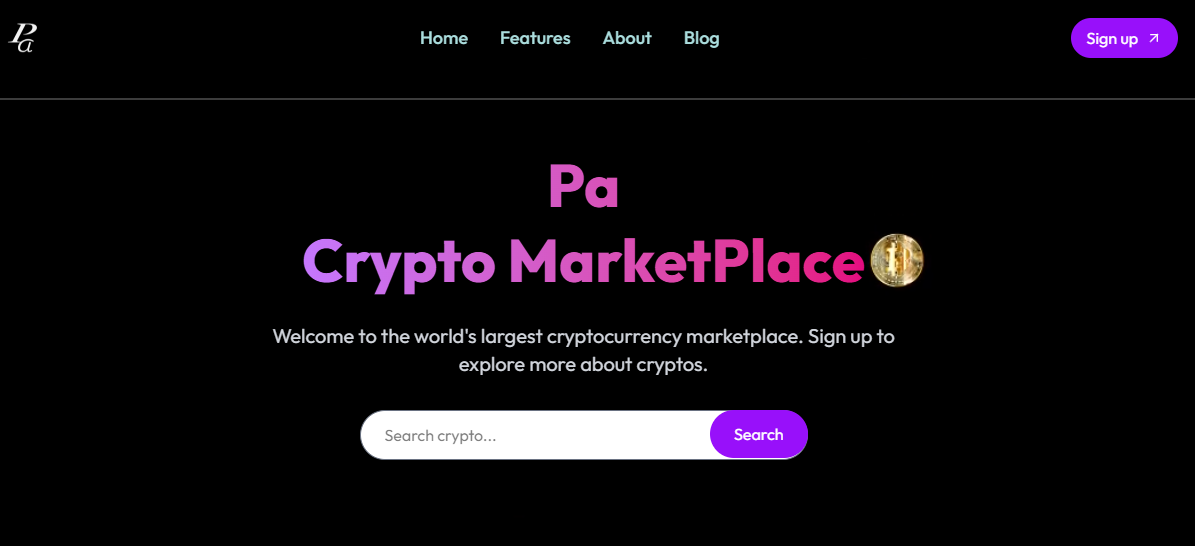 Pa
Home Features About Blog
Sign up
Pa
Crypto MarketPlace
Welcome to the world's largest cryptocurrency marketplace. Sign up to
explore more about cryptos.
Search crypto...
Search